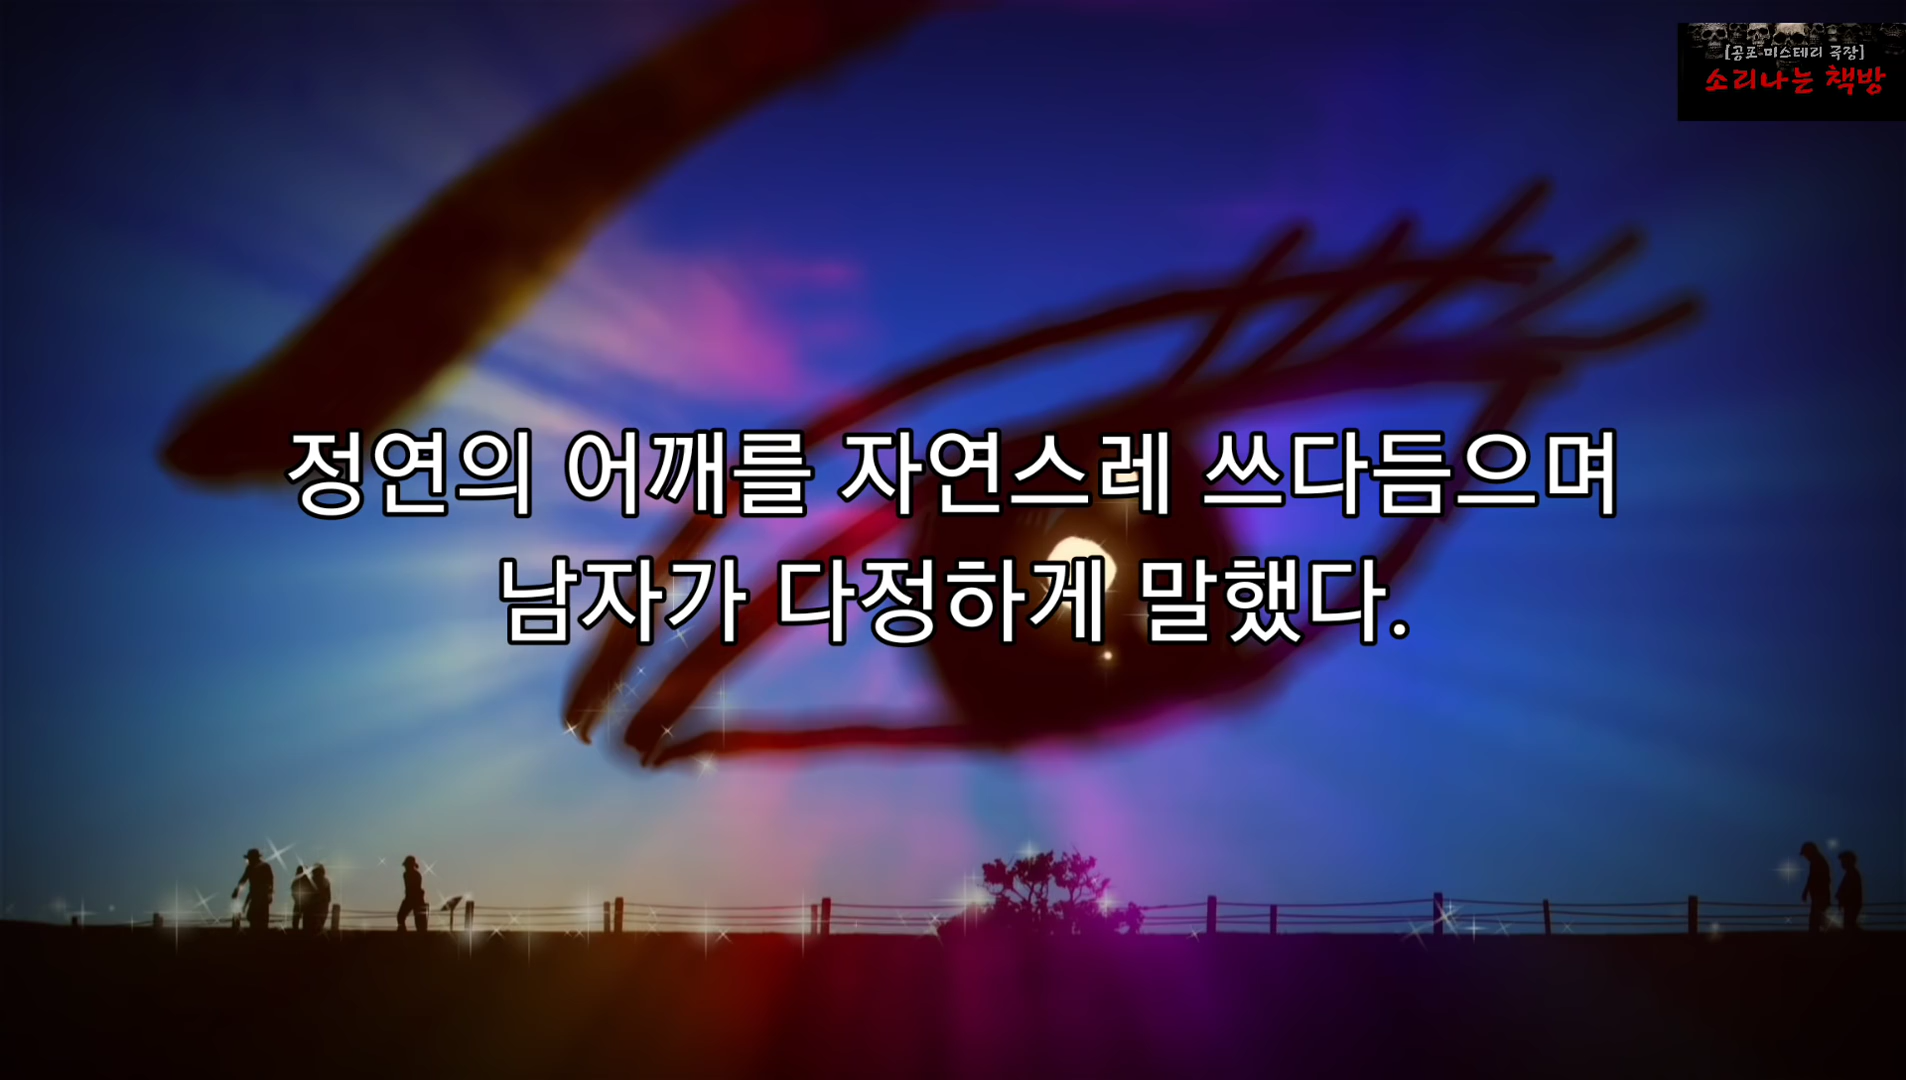 [공포·미스테리 극장]
소리나는 책방
정연의 어깨를 자연스레 쓰다듬으며
남자가 다정하게 말했다.